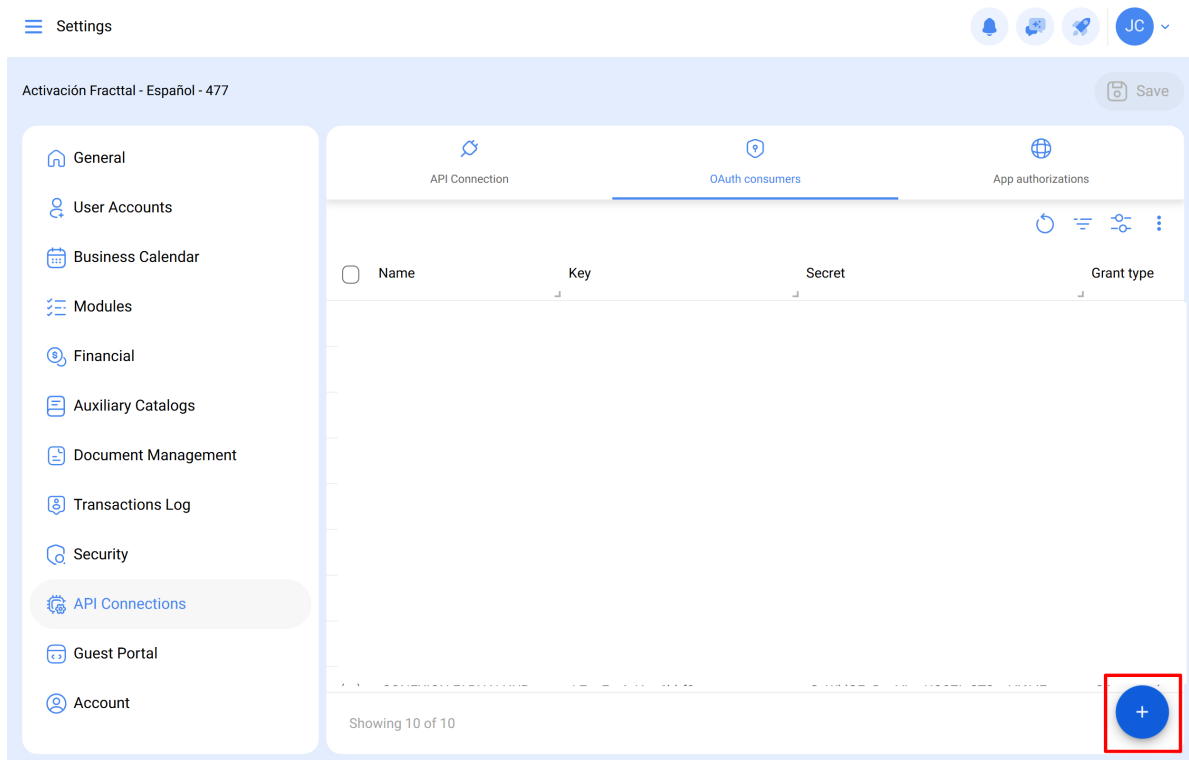 Settings
JC
Activación Fracttal - Español - 477
Save
General
User Accounts
Business Calendar
Modules
Financial
Auxiliary Catalogs
Document Management
Transactions Log
Security
API Connections
Guest Portal
Account
API Connection
OAuth consumers
App authorizations
Name Key Secret Grant type
Showing 10 of 10